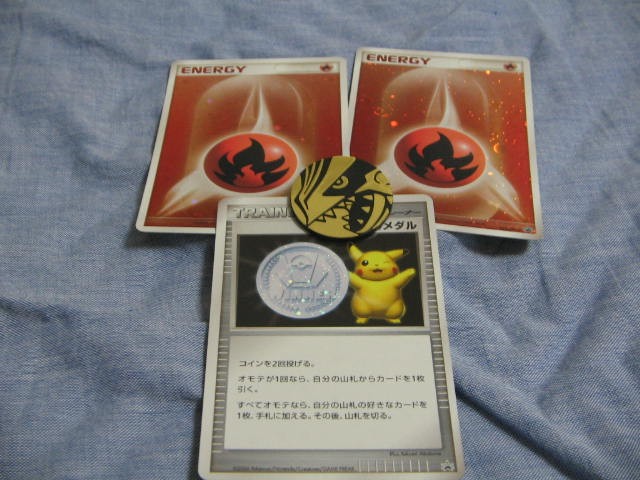 ENERGY
ENERGY
TRAIN
ーナー
メダル
コインを2回投げる。
オモテが1回なら、自分の山札からカードを1枚
引く。
すべてオモテなら、自分の山札の好きなカードを
1枚、手札に加える。その後、山札を切る。